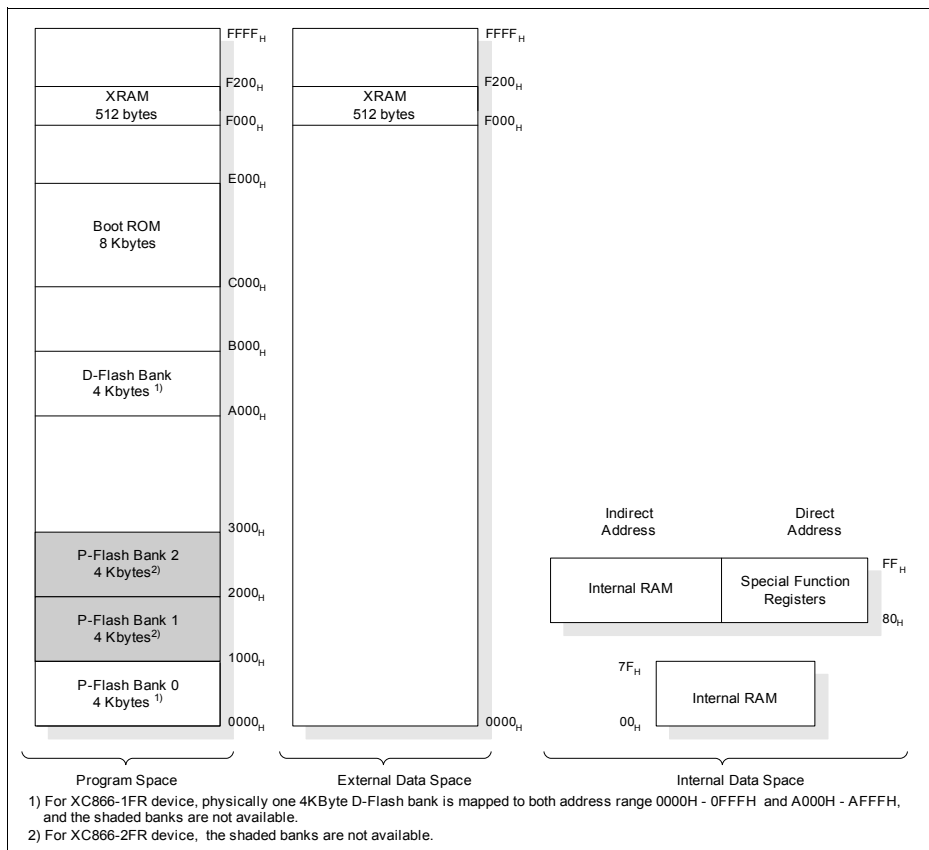 FFFFH
F200H
XRAM
512 bytes
F000H
E000H
Boot ROM
8 Kbytes
C000H
B000H
D-Flash Bank
4 Kbytes 1)
A000H
3000H
P-Flash Bank 2
4 Kbytes2)
2000H
P-Flash Bank 1
4 Kbytes2)
1000H
P-Flash Bank 0
4 Kbytes 1)
0000H
Program Space
FFFFH
F200H
XRAM
512 bytes
F000H
0000H
External Data Space
Indirect
Address
Direct
Address
Internal RAM
Special Function
Registers
FFH
80H
7FH
Internal RAM
00H
Internal Data Space
1) For XC866-1FR device, physically one 4KByte D-Flash bank is mapped to both address range 0000H - 0FFFH and A000H - AFFFH,
and the shaded banks are not available.
2) For XC866-2FR device, the shaded banks are not available.